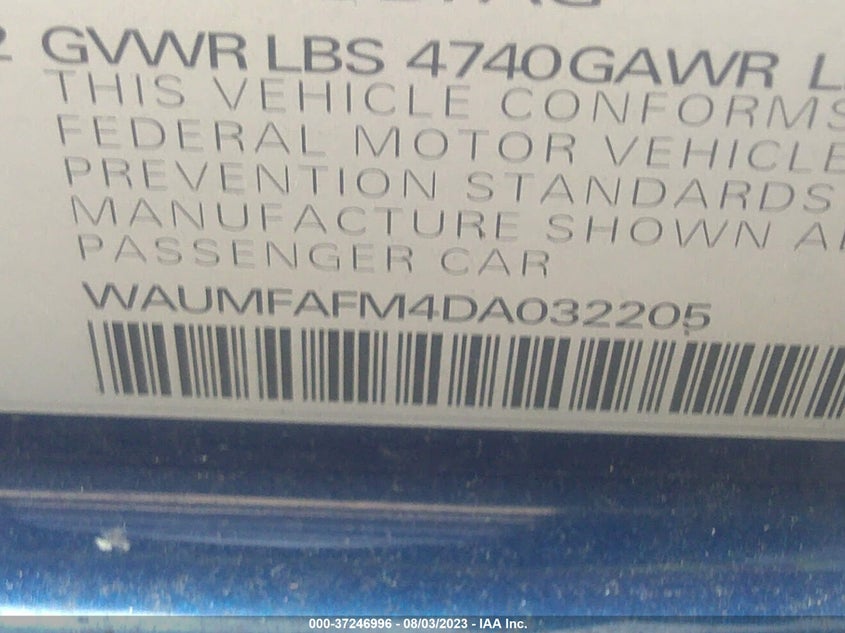 GVWR LBS 4740GAWR
THIS VEHICLE CONFORMS
FEDERAL MOTOR VEHICLE
PREVENTION STANDARDS
MANUFACTURE SHOWN
PASSENGER CAR
WAUMFAFM4DA032205
000-37246996 - 08/03/2023 - IAA Inc.